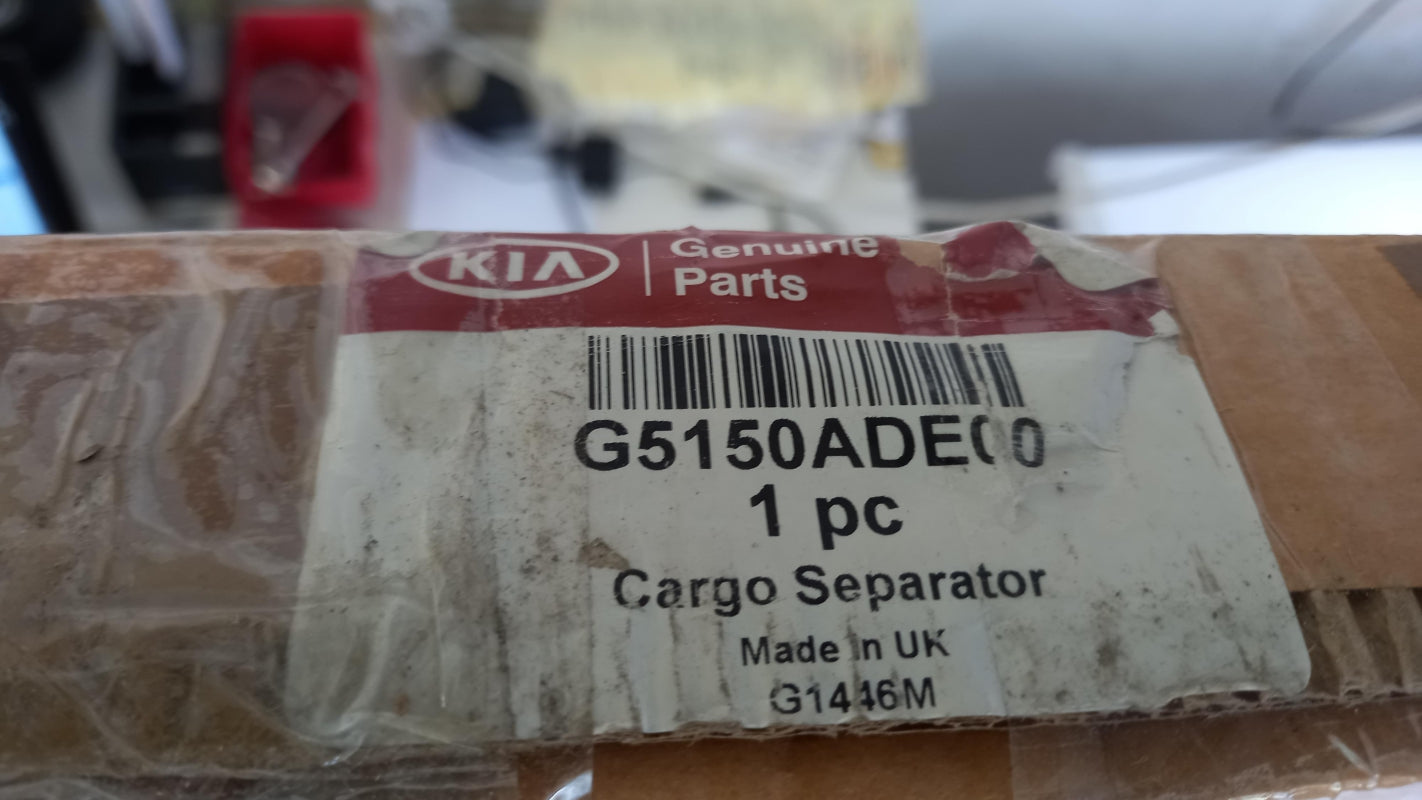 KIA
Genuine
Parts
G5150ADE00
1 pc
Cargo Separator
Made in UK
G1446M